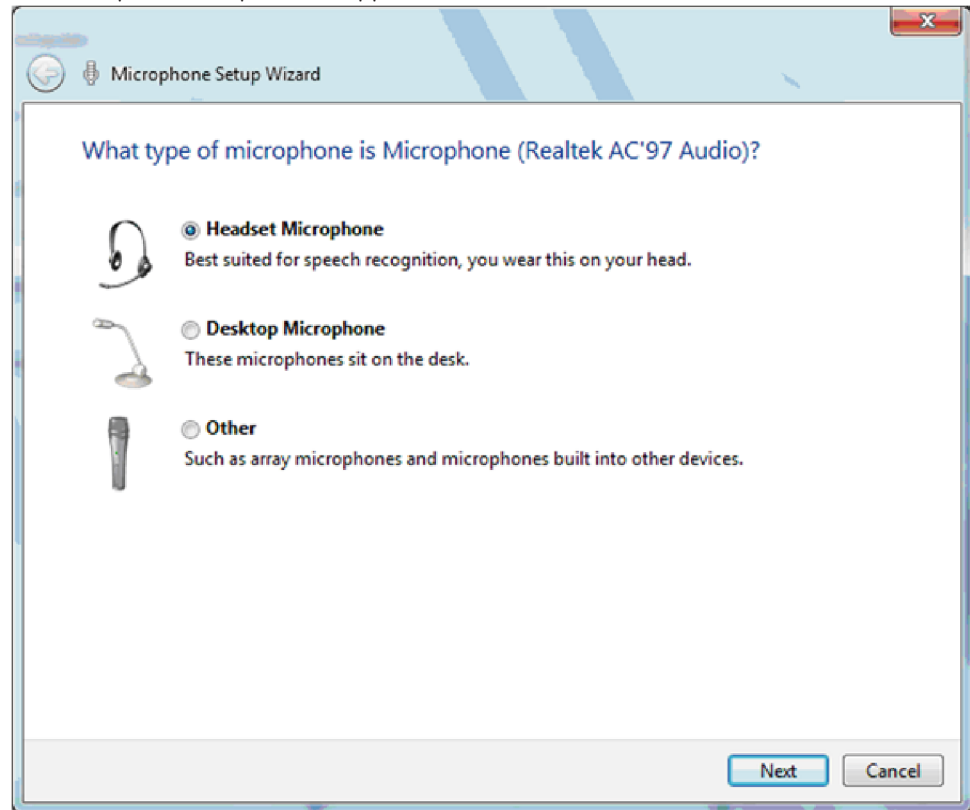 Microphone Setup Wizard
What type of microphone is Microphone (Realtek AC'97 Audio)?
Headset Microphone
Best suited for speech recognition, you wear this on your head.
Desktop Microphone
These microphones sit on the desk.
Other
Such as array microphones and microphones built into other devices.
Next
Cancel